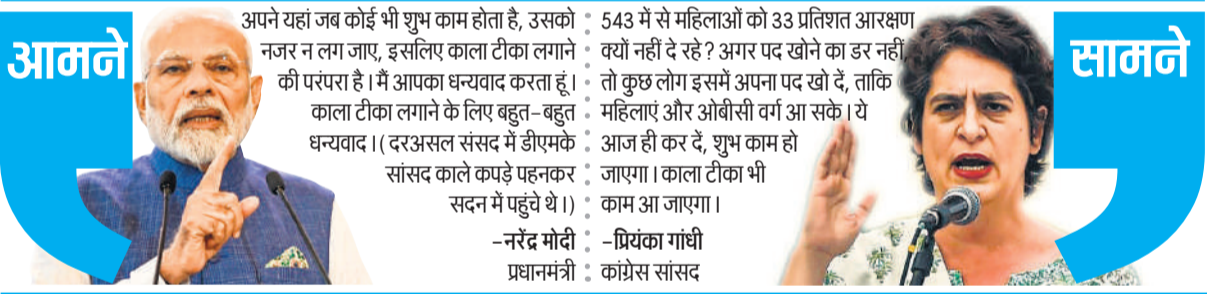 आमने
अपने यहां जब कोई भी शुभ काम होता है, उसको
नजर न लग जाए, इसलिए काला टीका लगाने
की परंपरा है। मैं आपका धन्यवाद करता हूं।
काला टीका लगाने के लिए बहुत-बहुत
धन्यवाद। ( दरअसल संसद में डीएमके
सांसद काले कपड़े पहनकर
सदन में पहुंचे थे।)
-नरेंद्र मोदी
प्रधानमंत्री
543 में से महिलाओं को 33 प्रतिशत आरक्षण
क्यों नहीं दे रहे? अगर पद खोने का डर नहीं,
तो कुछ लोग इसमें अपना पद खो दें, ताकि
महिलाएं और ओबीसी वर्ग आ सके। ये
आज ही कर दें, शुभ काम हो
जाएगा। काला टीका भी
काम आ जाएगा।
-प्रियंका गांधी
कांग्रेस सांसद
सामने